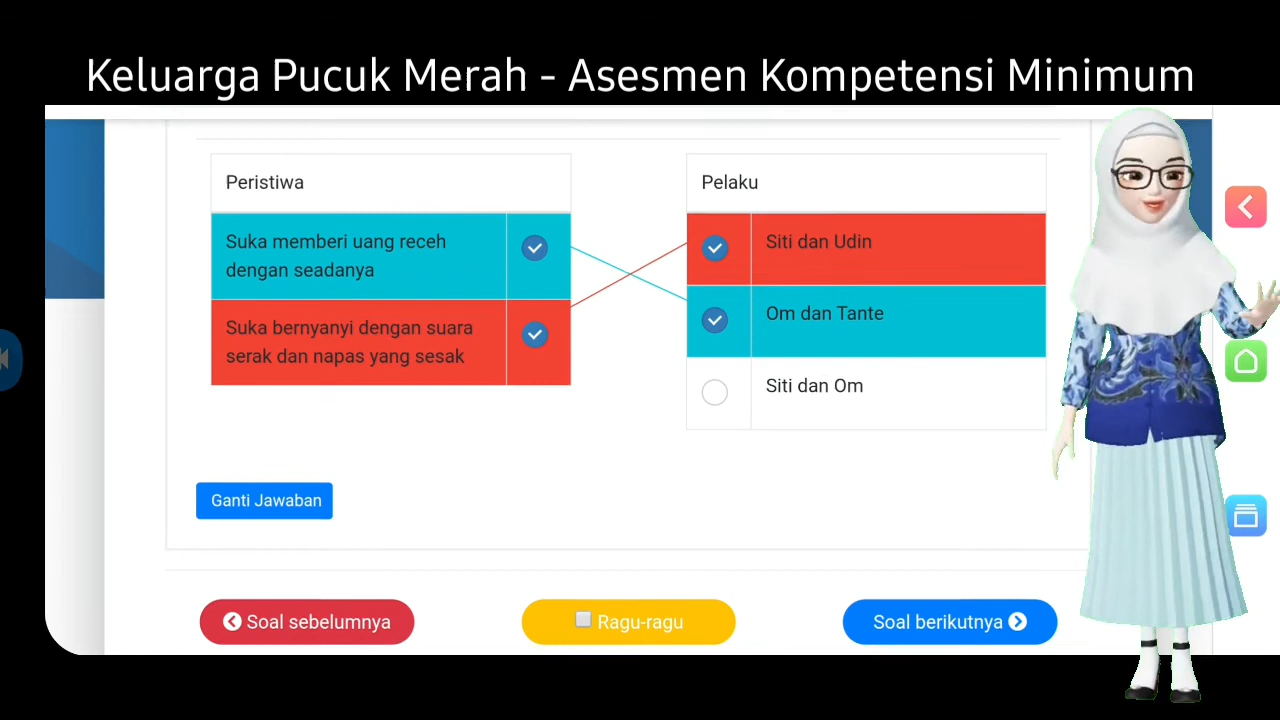 Keluarga Pucuk Merah - Asesmen Kompetensi Minimum
Peristiwa
Suka memberi uang receh
dengan seadanya
Suka bernyanyi dengan suara
serak dan napas yang sesak
Pelaku
Siti dan Udin
Om dan Tante
Siti dan Om
Ganti Jawaban
Soal sebelumnya
Ragu-ragu
Soal berikutnya